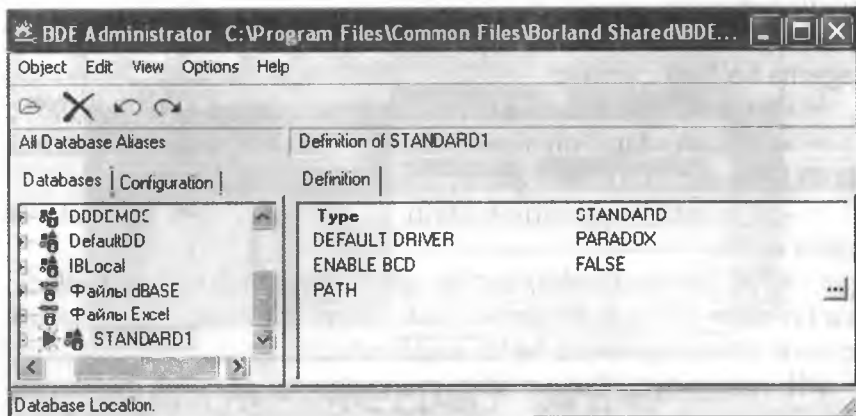 BDE Administrator C:\Program Files\Common Files\Borland Shared\BDE...
Object Edit View Options Help
All Database Aliases
Definition of STANDARD1
Databases Configuration
Definition
DDDEMOS
DefaultDD
IBLocal
Файлы dBASE
Файлы Excel
STANDARD1
Type STANDARD
DEFAULT DRIVER PARADOX
ENABLE BCD FALSE
PATH
Database Location.